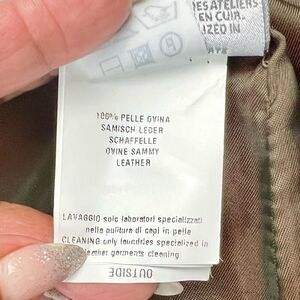 DES ATELIERS
EN CUIR.
IZED IN
100% PELLE OVINA
SAMISCH LEDER
SCHAFFELLE
OVINE SAMMY
LEATHER
LAVAGGIO solo laboratori specializzati
nella pulitura di capi in pelle
CLEANING only laundries specialized in
leather garments cleaning
OUTSIDE